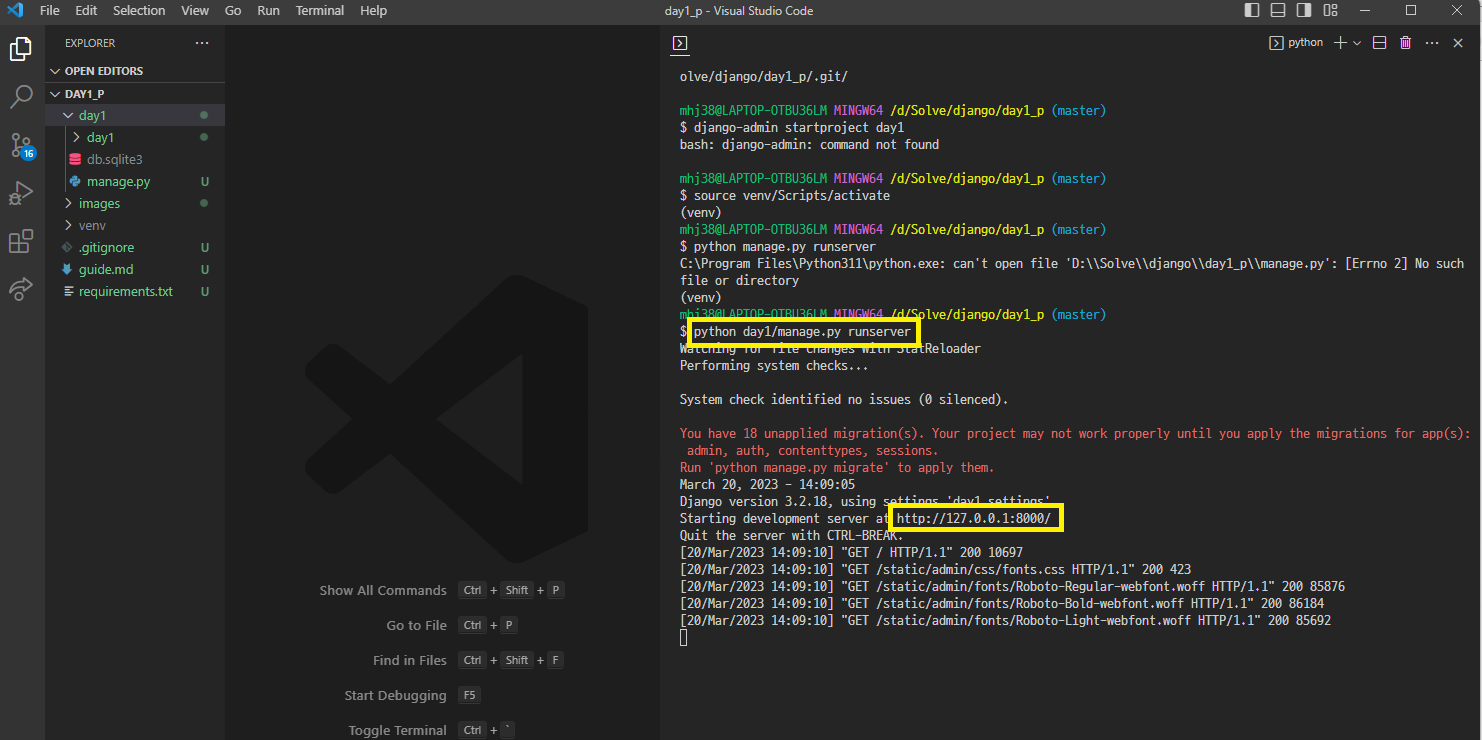 File Edit Selection View Go Run Terminal Help
day1_p - Visual Studio Code
EXPLORER
OPEN EDITORS
DAY1_P
day1
day1
db.sqlite3
manage.py U
images
venv
.gitignore U
guide.md U
requirements.txt U
16
Show All Commands Ctrl + Shift + P
Go to File Ctrl + P
Find in Files Ctrl + Shift + F
Start Debugging F5
Toggle Terminal Ctrl + `
python
olve/django/day1_p/.git/
mhj38@LAPTOP-OTBU36LM MINGW64 /d/Solve/django/day1_p (master)
$ django-admin startproject day1
bash: django-admin: command not found
mhj38@LAPTOP-OTBU36LM MINGW64 /d/Solve/django/day1_p (master)
$ source venv/Scripts/activate
(venv)
mhj38@LAPTOP-OTBU36LM MINGW64 /d/Solve/django/day1_p (master)
$ python manage.py runserver
C:\Program Files\Python311\python.exe: can't open file 'D:\\Solve\\django\\day1_p\\manage.py': [Errno 2] No such
file or directory
(venv)
mhj38@LAPTOP-OTBU36LM MINGW64 /d/Solve/django/day1_p (master)
$ python day1/manage.py runserver
Watching for file changes with StatReloader
Performing system checks...
System check identified no issues (0 silenced).
You have 18 unapplied migration(s). Your project may not work properly until you apply the migrations for app(s):
admin, auth, contenttypes, sessions.
Run 'python manage.py migrate' to apply them.
March 20, 2023 - 14:09:05
Django version 3.2.18, using settings 'day1.settings'
Starting development server at http://127.0.0.1:8000/
Quit the server with CTRL-BREAK.
[20/Mar/2023 14:09:10] "GET / HTTP/1.1" 200 10697
[20/Mar/2023 14:09:10] "GET /static/admin/css/fonts.css HTTP/1.1" 200 423
[20/Mar/2023 14:09:10] "GET /static/admin/fonts/Roboto-Regular-webfont.woff HTTP/1.1" 200 85876
[20/Mar/2023 14:09:10] "GET /static/admin/fonts/Roboto-Bold-webfont.woff HTTP/1.1" 200 86184
[20/Mar/2023 14:09:10] "GET /static/admin/fonts/Roboto-Light-webfont.woff HTTP/1.1" 200 85692